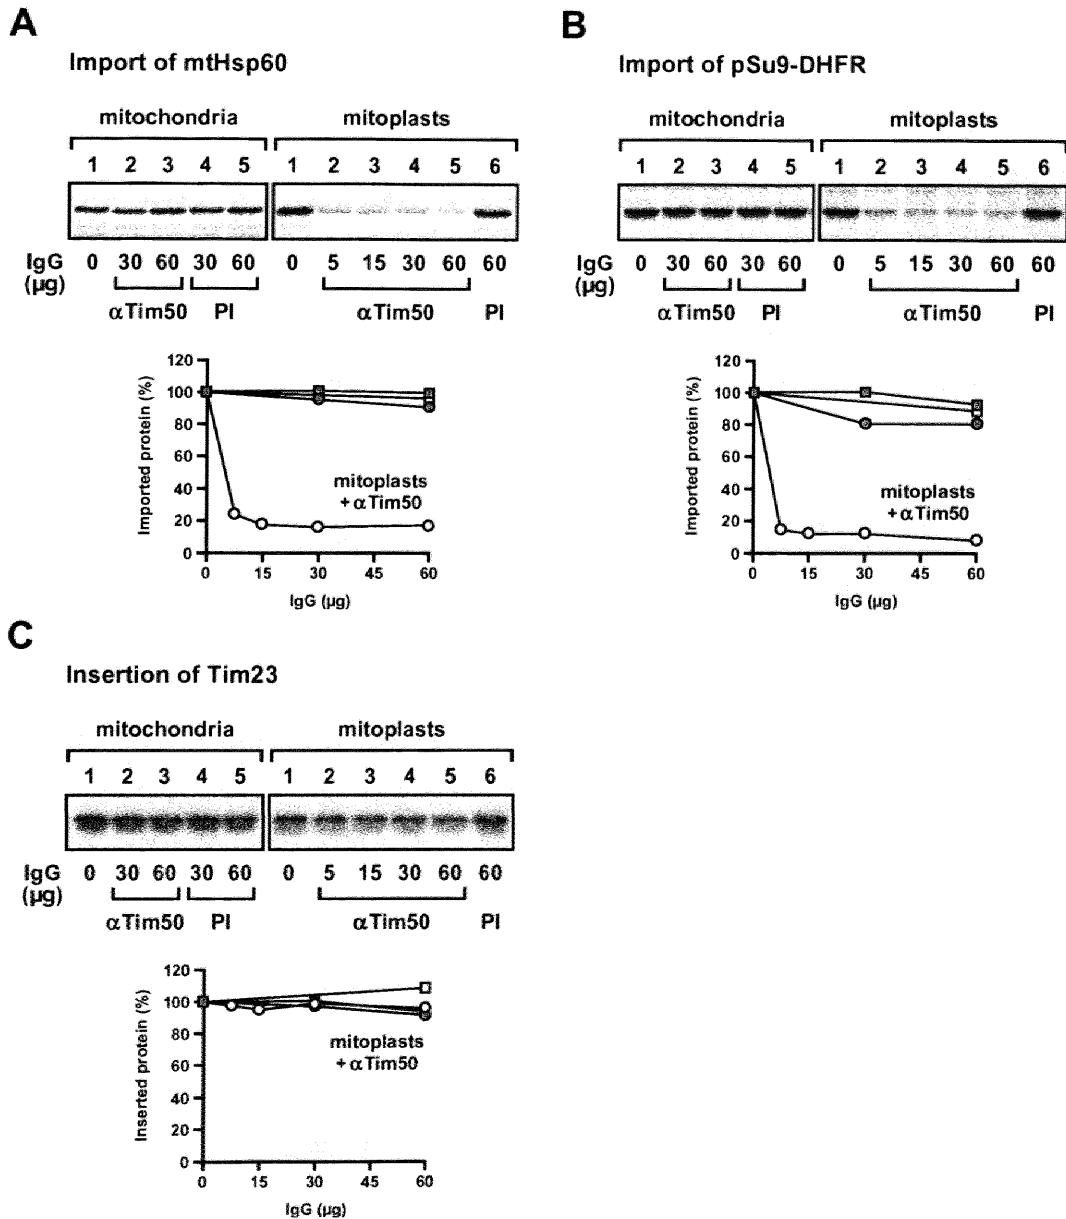 A
Import of mtHsp60
mitochondria mitoplasts
1 2 3 4 5 1 2 3 4 5 6
IgG (µg) 0 30 60 30 60 0 5 15 30 60 60
αTim50 PI αTim50 PI
120
100
80
60
40
20
0
Imported protein (%)
mitoplasts
+ αTim50
0 15 30 45 60
IgG (µg)
B
Import of pSu9-DHFR
mitochondria mitoplasts
1 2 3 4 5 1 2 3 4 5 6
IgG (µg) 0 30 60 30 60 0 5 15 30 60 60
αTim50 PI αTim50 PI
120
100
80
60
40
20
0
Imported protein (%)
mitoplasts
+ αTim50
0 15 30 45 60
IgG (µg)
C
Insertion of Tim23
mitochondria mitoplasts
1 2 3 4 5 1 2 3 4 5 6
IgG (µg) 0 30 60 30 60 0 5 15 30 60 60
αTim50 PI αTim50 PI
120
100
80
60
40
20
0
Inserted protein (%)
mitoplasts
+ αTim50
0 15 30 45 60
IgG (µg)